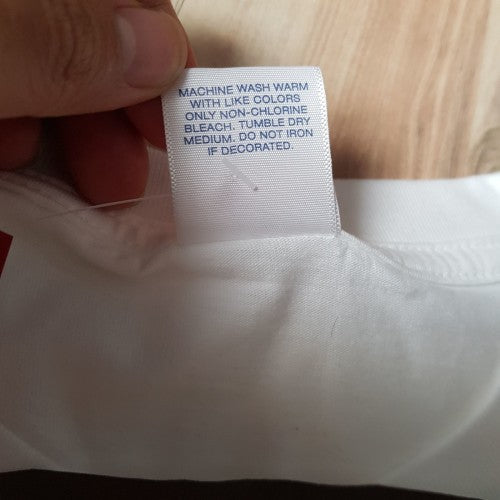 MACHINE WASH WARM
WITH LIKE COLORS
ONLY NON-CHLORINE
BLEACH. TUMBLE DRY
MEDIUM. DO NOT IRON
IF DECORATED.